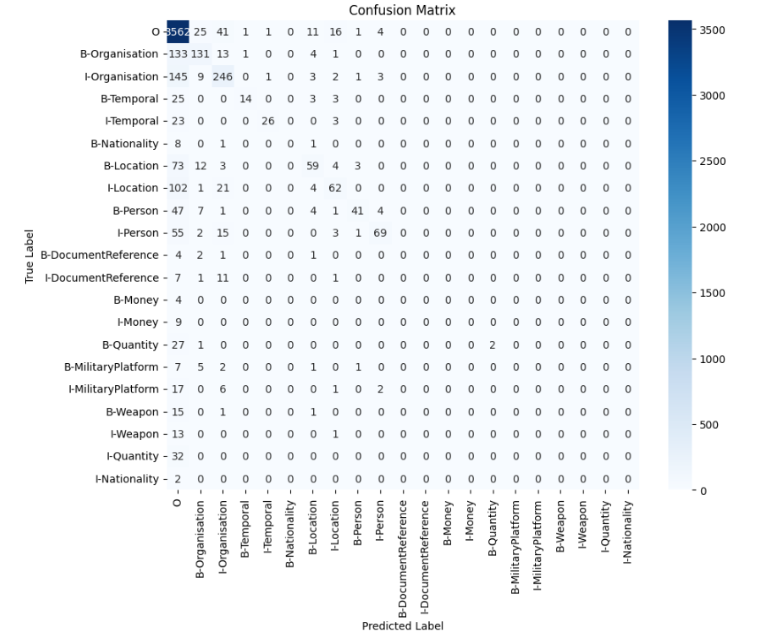 Confusion Matrix
O 3562 25 41 1 1 0 11 16 1 4 0 0 0 0 0 0 0 0 0 0 0
B-Organisation 133 131 13 1 0 0 4 1 0 0 0 0 0 0 0 0 0 0 0 0 0
I-Organisation 145 9 246 0 1 0 3 2 1 3 0 0 0 0 0 0 0 0 0 0 0
B-Temporal 25 0 0 14 0 0 3 3 0 0 0 0 0 0 0 0 0 0 0 0 0
I-Temporal 23 0 0 0 26 0 0 3 0 0 0 0 0 0 0 0 0 0 0 0 0
B-Nationality 8 0 1 0 0 0 1 0 0 0 0 0 0 0 0 0 0 0 0 0 0
B-Location 73 12 3 0 0 0 59 4 3 0 0 0 0 0 0 0 0 0 0 0 0
I-Location 102 1 21 0 0 0 4 62 0 0 0 0 0 0 0 0 0 0 0 0 0
B-Person 47 7 1 0 0 0 4 1 41 4 0 0 0 0 0 0 0 0 0 0 0
I-Person 55 2 15 0 0 0 0 3 1 69 0 0 0 0 0 0 0 0 0 0 0
B-DocumentReference 4 2 1 0 0 0 1 0 0 0 0 0 0 0 0 0 0 0 0 0 0
I-DocumentReference 7 1 11 0 0 0 0 1 0 0 0 0 0 0 0 0 0 0 0 0 0
B-Money 4 0 0 0 0 0 0 0 0 0 0 0 0 0 0 0 0 0 0 0 0
I-Money 9 0 0 0 0 0 0 0 0 0 0 0 0 0 0 0 0 0 0 0 0
B-Quantity 27 1 0 0 0 0 0 0 0 0 0 0 0 0 2 0 0 0 0 0 0
B-MilitaryPlatform 7 5 2 0 0 0 1 0 1 0 0 0 0 0 0 0 0 0 0 0 0
I-MilitaryPlatform 17 0 6 0 0 0 0 1 0 2 0 0 0 0 0 0 0 0 0 0 0
B-Weapon 15 0 1 0 0 0 1 0 0 0 0 0 0 0 0 0 0 0 0 0 0
I-Weapon 13 0 0 0 0 0 0 1 0 0 0 0 0 0 0 0 0 0 0 0 0
I-Quantity 32 0 0 0 0 0 0 0 0 0 0 0 0 0 0 0 0 0 0 0 0
I-Nationality 2 0 0 0 0 0 0 0 0 0 0 0 0 0 0 0 0 0 0 0 0
True Label
O
B-Organisation
I-Organisation
B-Temporal
I-Temporal
B-Nationality
B-Location
I-Location
B-Person
I-Person
B-DocumentReference
I-DocumentReference
B-Money
I-Money
B-Quantity
B-MilitaryPlatform
I-MilitaryPlatform
B-Weapon
I-Weapon
I-Quantity
I-Nationality
Predicted Label
3500
3000
2500
2000
1500
1000
500
0